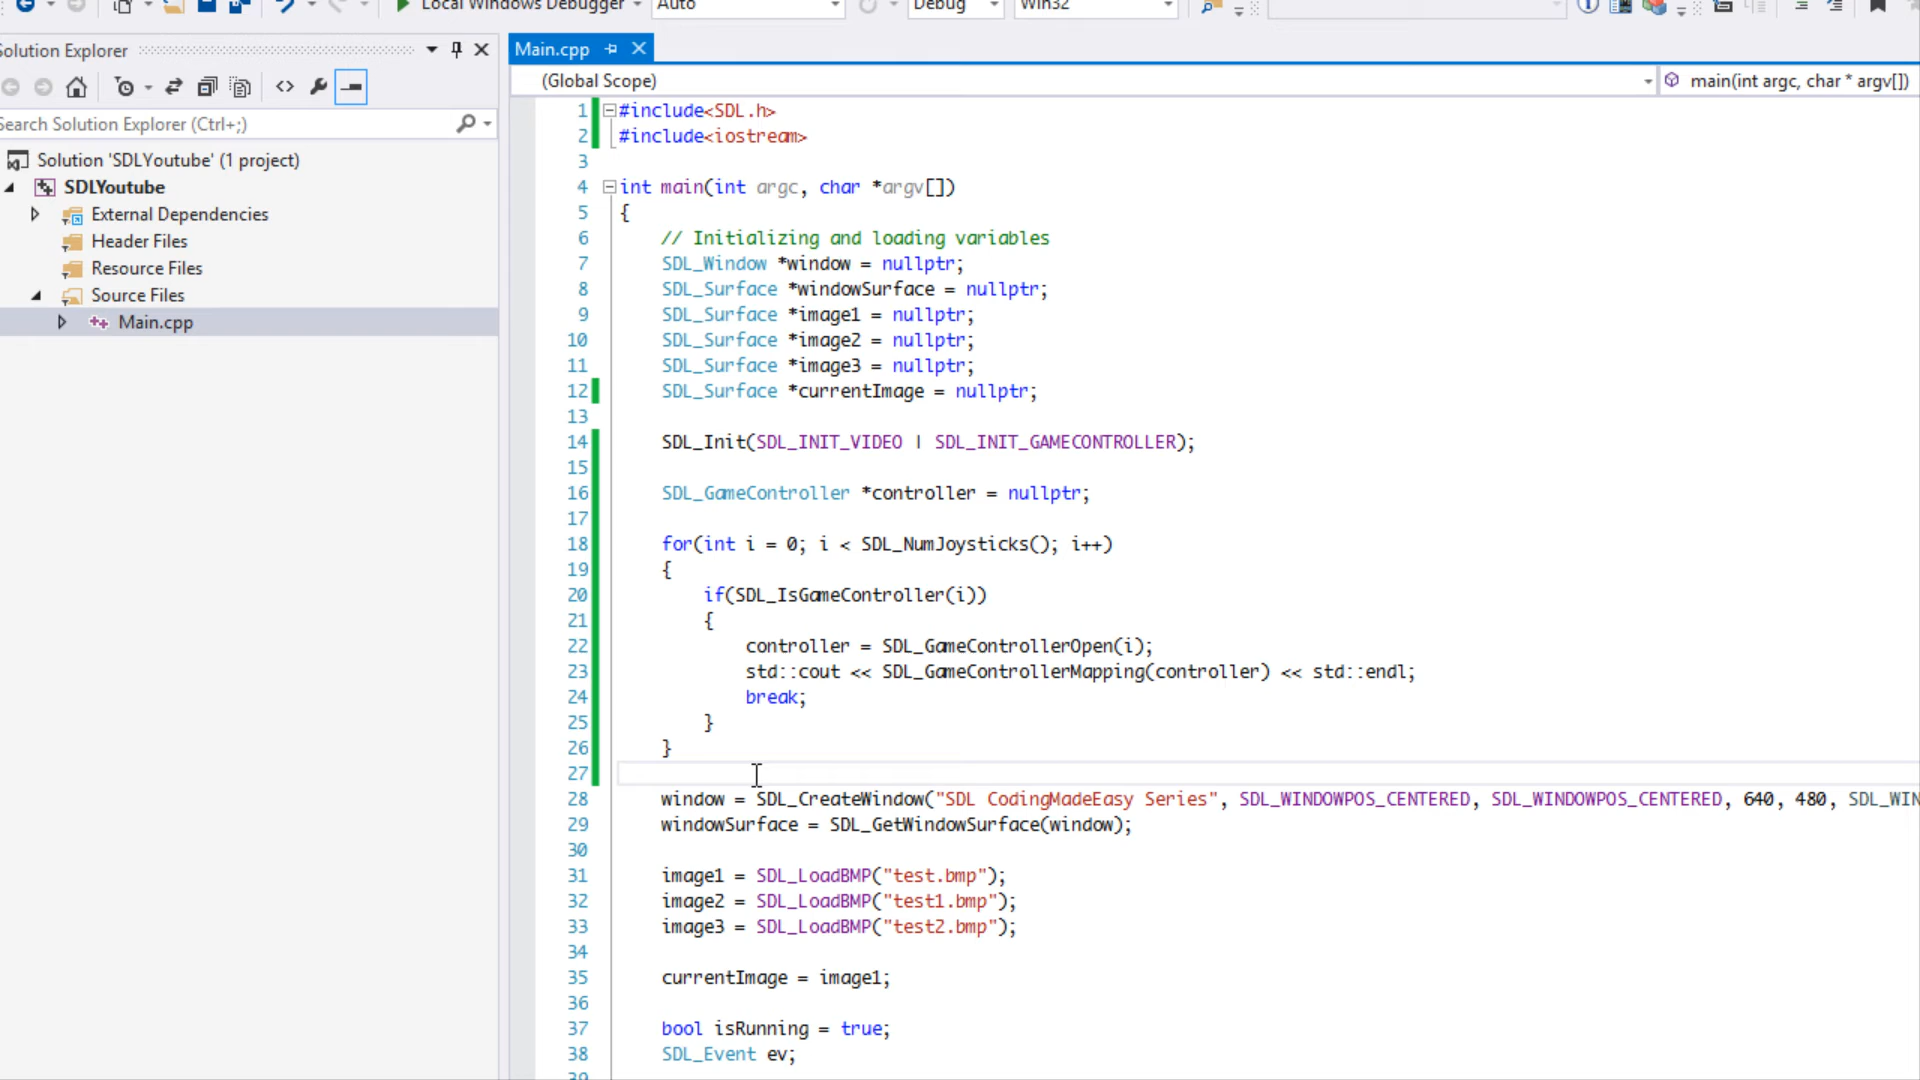 Local Windows Debugger Auto Debug Win32
Solution Explorer
Search Solution Explorer (Ctrl+;)
Solution 'SDLYoutube' (1 project)
SDLYoutube
External Dependencies
Header Files
Resource Files
Source Files
Main.cpp
Main.cpp
(Global Scope) main(int argc, char * argv[])
1 #include<SDL.h>
2 #include<iostream>
3
4 int main(int argc, char *argv[])
5 {
6 // Initializing and loading variables
7 SDL_Window *window = nullptr;
8 SDL_Surface *windowSurface = nullptr;
9 SDL_Surface *image1 = nullptr;
10 SDL_Surface *image2 = nullptr;
11 SDL_Surface *image3 = nullptr;
12 SDL_Surface *currentImage = nullptr;
13
14 SDL_Init(SDL_INIT_VIDEO | SDL_INIT_GAMECONTROLLER);
15
16 SDL_GameController *controller = nullptr;
17
18 for(int i = 0; i < SDL_NumJoysticks(); i++)
19 {
20 if(SDL_IsGameController(i))
21 {
22 controller = SDL_GameControllerOpen(i);
23 std::cout << SDL_GameControllerMapping(controller) << std::endl;
24 break;
25 }
26 }
27
28 window = SDL_CreateWindow("SDL CodingMadeEasy Series", SDL_WINDOWPOS_CENTERED, SDL_WINDOWPOS_CENTERED, 640, 480, SDL_WIN
29 windowSurface = SDL_GetWindowSurface(window);
30
31 image1 = SDL_LoadBMP("test.bmp");
32 image2 = SDL_LoadBMP("test1.bmp");
33 image3 = SDL_LoadBMP("test2.bmp");
34
35 currentImage = image1;
36
37 bool isRunning = true;
38 SDL_Event ev;
39